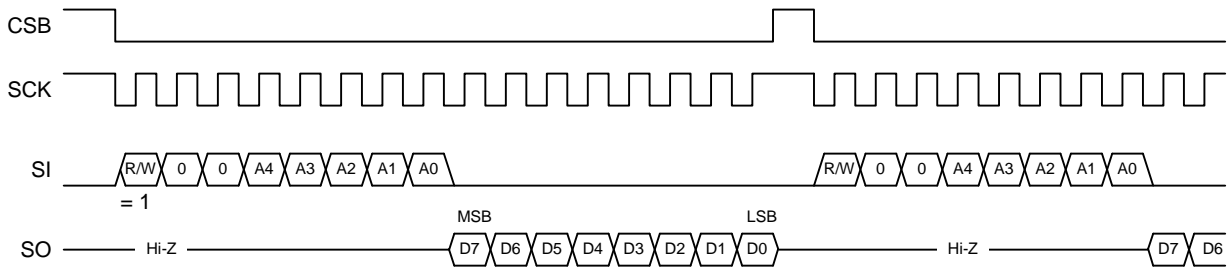 CSB
SCK
SI R/W 0 0 A4 A3 A2 A1 A0 R/W 0 0 A4 A3 A2 A1 A0
= 1
MSB LSB
SO Hi-Z D7 D6 D5 D4 D3 D2 D1 D0 Hi-Z D7 D6